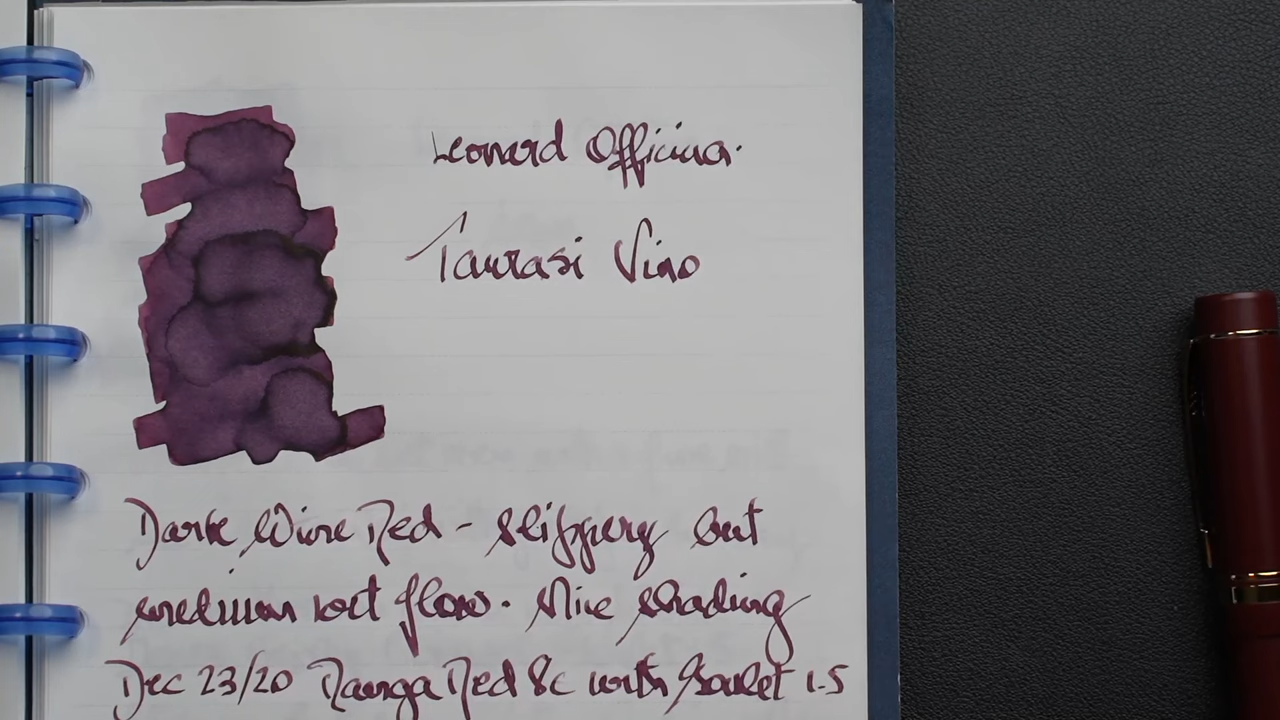 Leonard Officina.
Taurasi Vino
Dark Wine Red - slippery but
medium wet flow. Nice shading
Dec 23/20 Ranga Red 8c with Goulet 1.5